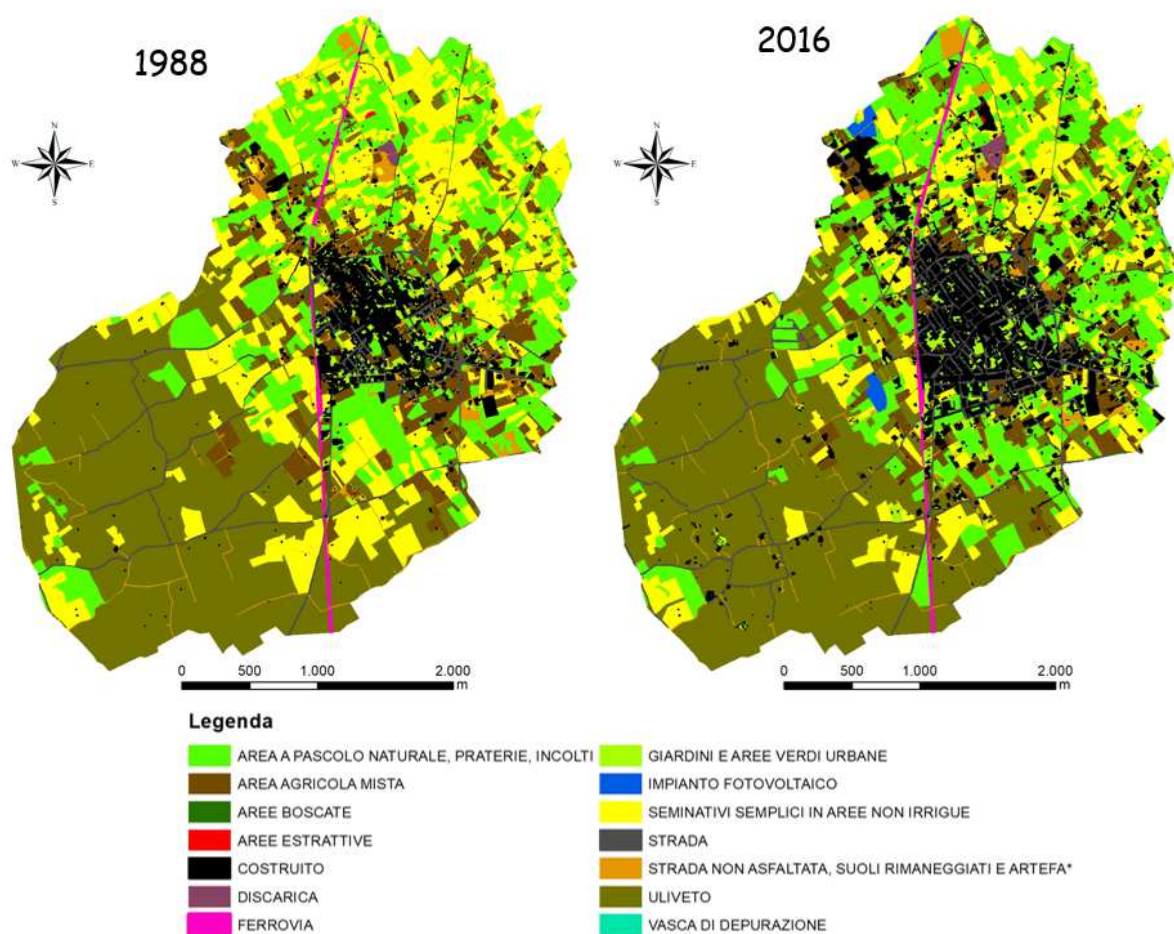 1988
2016
N
W E
S
N
W E
S
0 500 1.000 2.000
m
0 500 1.000 2.000
m
Legenda
AREA A PASCOLO NATURALE, PRATERIE, INCOLTI
AREA AGRICOLA MISTA
AREE BOSCATE
AREE ESTRATTIVE
COSTRUITO
DISCARICA
FERROVIA
GIARDINI E AREE VERDI URBANE
IMPIANTO FOTOVOLTAICO
SEMINATIVI SEMPLICI IN AREE NON IRRIGUE
STRADA
STRADA NON ASFALTATA, SUOLI RIMANEGGIATI E ARTEFA*
ULIVETO
VASCA DI DEPURAZIONE